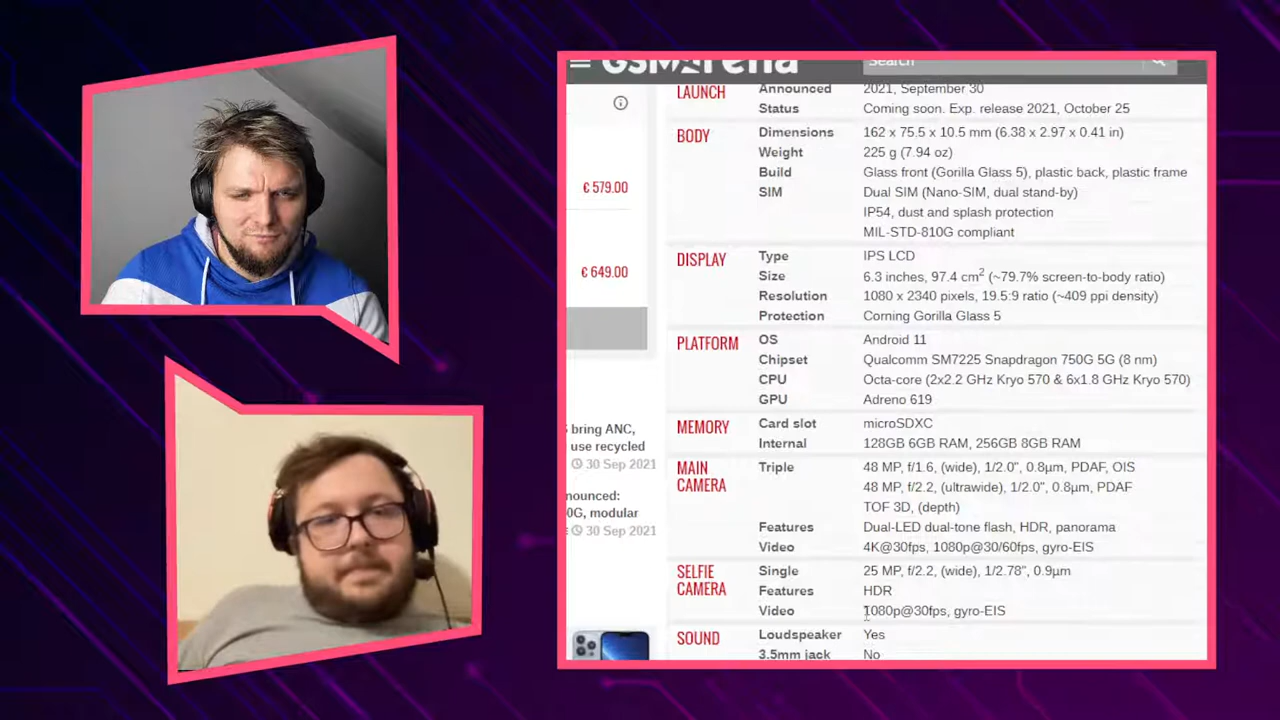 GSMArena
Search
LAUNCH Announced 2021, September 30
Status Coming soon. Exp. release 2021, October 25
BODY Dimensions 162 x 75.5 x 10.5 mm (6.38 x 2.97 x 0.41 in)
Weight 225 g (7.94 oz)
Build Glass front (Gorilla Glass 5), plastic back, plastic frame
SIM Dual SIM (Nano-SIM, dual stand-by)
IP54, dust and splash protection
MIL-STD-810G compliant
DISPLAY Type IPS LCD
Size 6.3 inches, 97.4 cm2 (~79.7% screen-to-body ratio)
Resolution 1080 x 2340 pixels, 19.5:9 ratio (~409 ppi density)
Protection Corning Gorilla Glass 5
PLATFORM OS Android 11
Chipset Qualcomm SM7225 Snapdragon 750G 5G (8 nm)
CPU Octa-core (2x2.2 GHz Kryo 570 & 6x1.8 GHz Kryo 570)
GPU Adreno 619
MEMORY Card slot microSDXC
Internal 128GB 6GB RAM, 256GB 8GB RAM
MAIN CAMERA Triple 48 MP, f/1.6, (wide), 1/2.0", 0.8µm, PDAF, OIS
48 MP, f/2.2, (ultrawide), 1/2.0", 0.8µm, PDAF
TOF 3D, (depth)
Features Dual-LED dual-tone flash, HDR, panorama
Video 4K@30fps, 1080p@30/60fps, gyro-EIS
SELFIE CAMERA Single 25 MP, f/2.2, (wide), 1/2.78", 0.9µm
Features HDR
Video 1080p@30fps, gyro-EIS
SOUND Loudspeaker Yes
3.5mm jack No
€ 579.00
€ 649.00
bring ANC,
use recycled
30 Sep 2021
nounced:
0G, modular
30 Sep 2021